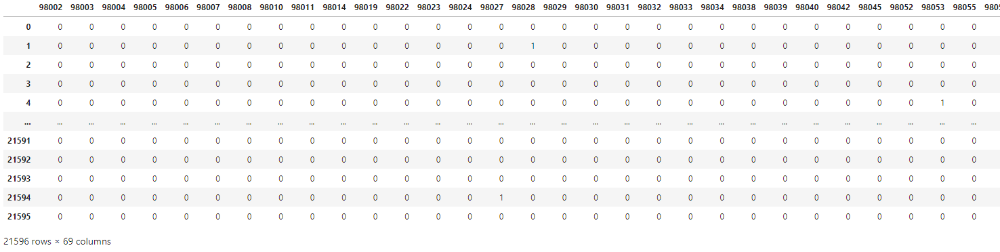 98002 98003 98004 98005 98006 98007 98008 98010 98011 98014 98019 98022 98023 98024 98027 98028 98029 98030 98031 98032 98033 98034 98038 98039 98040 98042 98045 98052 98053 98055
0 0 0 0 0 0 0 0 0 0 0 0 0 0 0 0 0 0 0 0 0 0 0 0 0 0 0 0 0 0 0
1 0 0 0 0 0 0 0 0 0 0 0 0 0 0 0 1 0 0 0 0 0 0 0 0 0 0 0 0 0 0
2 0 0 0 0 0 0 0 0 0 0 0 0 0 0 0 0 0 0 0 0 0 0 0 0 0 0 0 0 0 0
3 0 0 0 0 0 0 0 0 0 0 0 0 0 0 0 0 0 0 0 0 0 0 0 0 0 0 0 0 0 0
4 0 0 0 0 0 0 0 0 0 0 0 0 0 0 0 0 0 0 0 0 0 0 0 0 0 0 0 0 1 0
... ... ... ... ... ... ... ... ... ... ... ... ... ... ... ... ... ... ... ... ... ... ... ... ... ... ... ... ... ... ...
21591 0 0 0 0 0 0 0 0 0 0 0 0 0 0 0 0 0 0 0 0 0 0 0 0 0 0 0 0 0 0
21592 0 0 0 0 0 0 0 0 0 0 0 0 0 0 0 0 0 0 0 0 0 0 0 0 0 0 0 0 0 0
21593 0 0 0 0 0 0 0 0 0 0 0 0 0 0 0 0 0 0 0 0 0 0 0 0 0 0 0 0 0 0
21594 0 0 0 0 0 0 0 0 0 0 0 0 0 0 1 0 0 0 0 0 0 0 0 0 0 0 0 0 0 0
21595 0 0 0 0 0 0 0 0 0 0 0 0 0 0 0 0 0 0 0 0 0 0 0 0 0 0 0 0 0 0
21596 rows × 69 columns